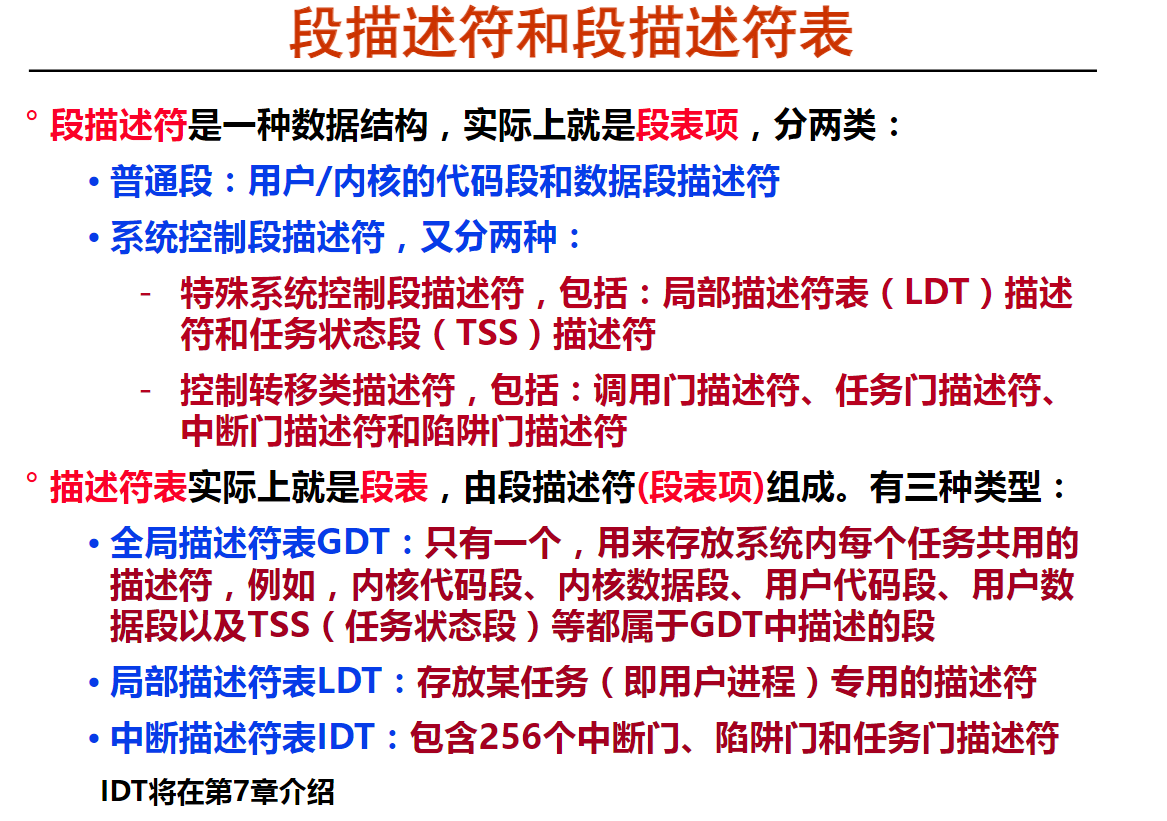 段描述符和段描述符表
° 段描述符是一种数据结构，实际上就是段表项，分两类：
• 普通段：用户/内核的代码段和数据段描述符
• 系统控制段描述符，又分两种：
- 特殊系统控制段描述符，包括：局部描述符表（LDT）描述
符和任务状态段（TSS）描述符
- 控制转移类描述符，包括：调用门描述符、任务门描述符、
中断门描述符和陷阱门描述符
° 描述符表实际上就是段表，由段描述符(段表项)组成。有三种类型：
• 全局描述符表GDT：只有一个，用来存放系统内每个任务共用的
描述符，例如，内核代码段、内核数据段、用户代码段、用户数
据段以及TSS（任务状态段）等都属于GDT中描述的段
• 局部描述符表LDT：存放某任务（即用户进程）专用的描述符
• 中断描述符表IDT：包含256个中断门、陷阱门和任务门描述符
IDT将在第7章介绍